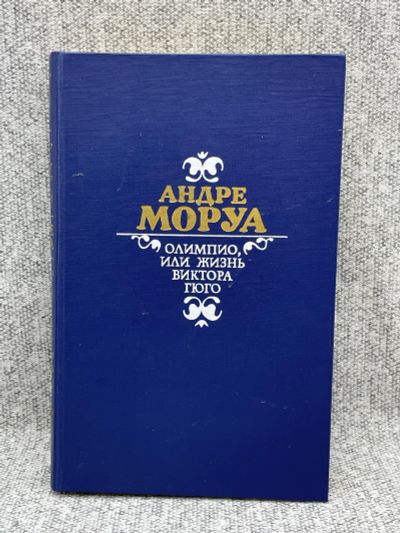 АНДРЕ
МОРУА
ОЛИМПИО,
ИЛИ ЖИЗНЬ
ВИКТОРА
ГЮГО